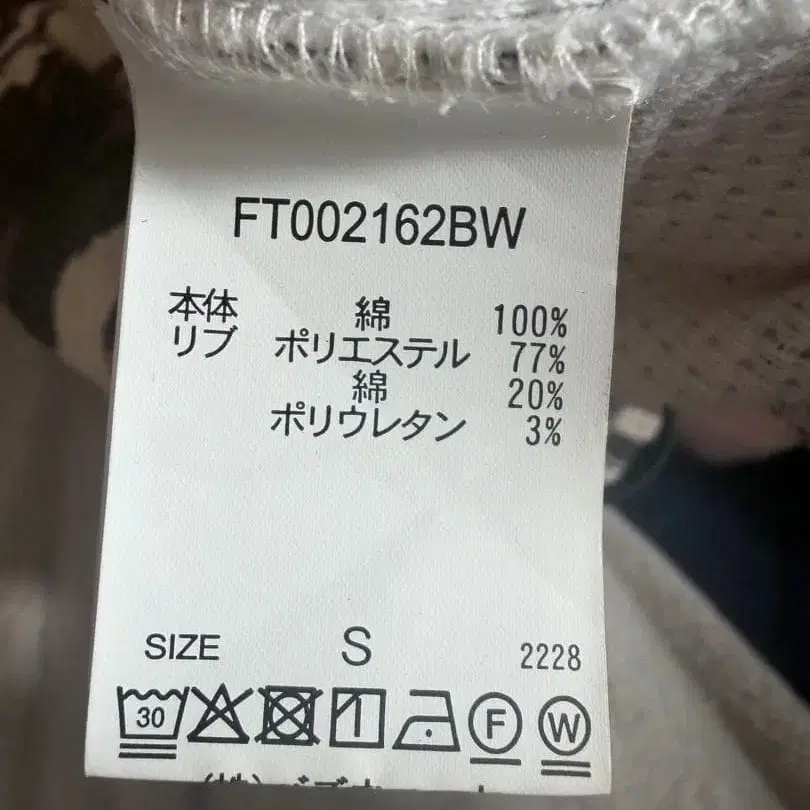 FT002162BW
本体 綿 100%
リブ ポリエステル 77%
綿 20%
ポリウレタン 3%
SIZE S 2228
30 F W